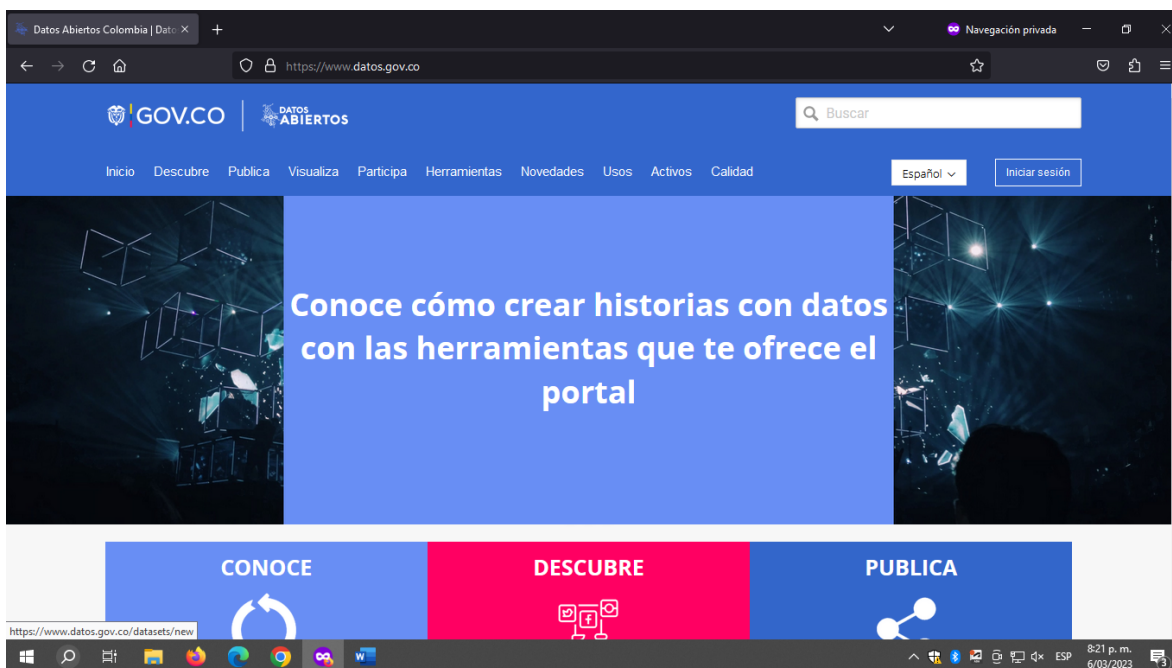 Datos Abiertos Colombia | Dato
Navegación privada
https://www.datos.gov.co
GOV.CO
DATOS
ABIERTOS
Buscar
Inicio Descubre Publica Visualiza Participa Herramientas Novedades Usos Activos Calidad
Español
Iniciar sesión
Conoce cómo crear historias con datos
con las herramientas que te ofrece el
portal
CONOCE
DESCUBRE
PUBLICA
https://www.datos.gov.co/datasets/new
ESP
8:21 p. m.
6/03/2023
3